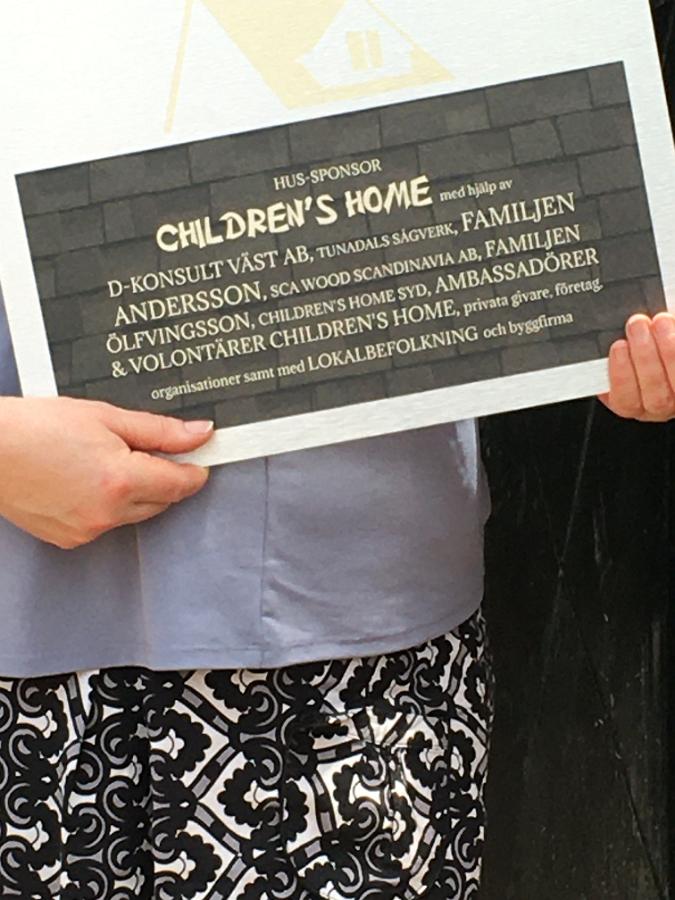 HUS-SPONSOR
CHILDREN'S HOME med hjälp av
D-KONSULT VÄST AB, TUNADALS SÅGVERK, FAMILJEN
ANDERSSON, SCA WOOD SCANDINAVIA AB, FAMILJEN
ÖLFVINGSSON, CHILDREN'S HOME SYD, AMBASSADÖRER
& VOLONTÄRER CHILDREN'S HOME, privata givare, företag,
organisationer samt med LOKALBEFOLKNING och byggfirma